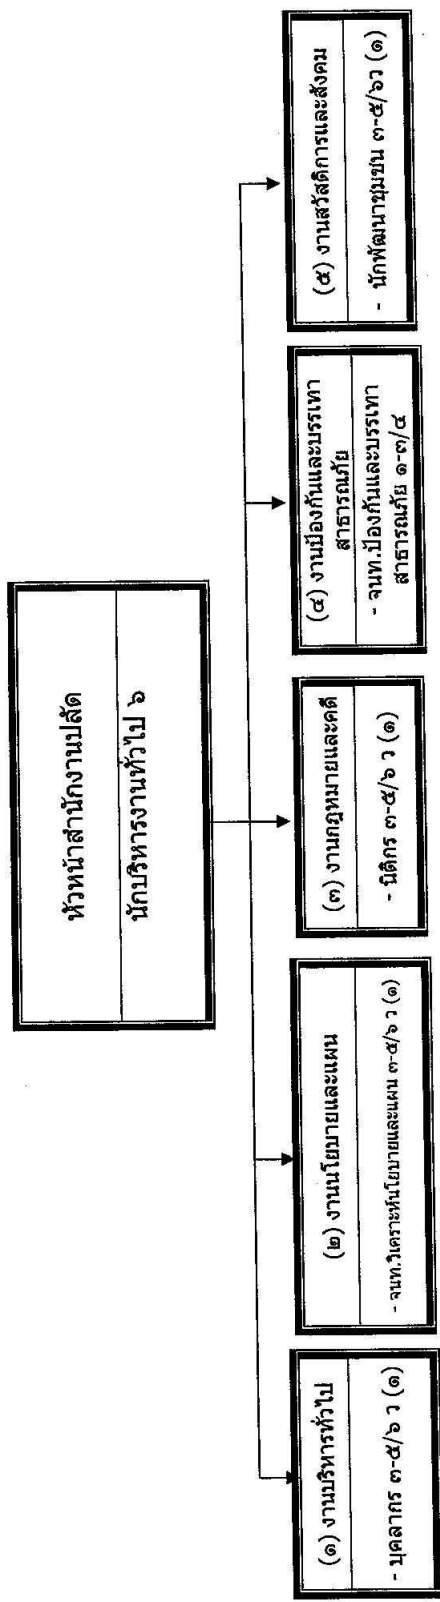 หัวหน้าสำนักงานปลัด
นักบริหารงานทั่วไป ๖
(๑) งานบริหารทั่วไป
- บุคลากร ๓-๕/๖ ว (๑)
(๒) งานนโยบายและแผน
- จนท.วิเคราะห์นโยบายและแผน ๓-๕/๖ ว (๑)
(๓) งานกฎหมายและคดี
- นิติกร ๓-๕/๖ ว (๑)
(๔) งานป้องกันและบรรเทา
สาธารณภัย
- จนท.ป้องกันและบรรเทา
สาธารณภัย ๑-๓/๔
(๕) งานสวัสดิการและสังคม
- นักพัฒนาชุมชน ๓-๕/๖ว (๑)